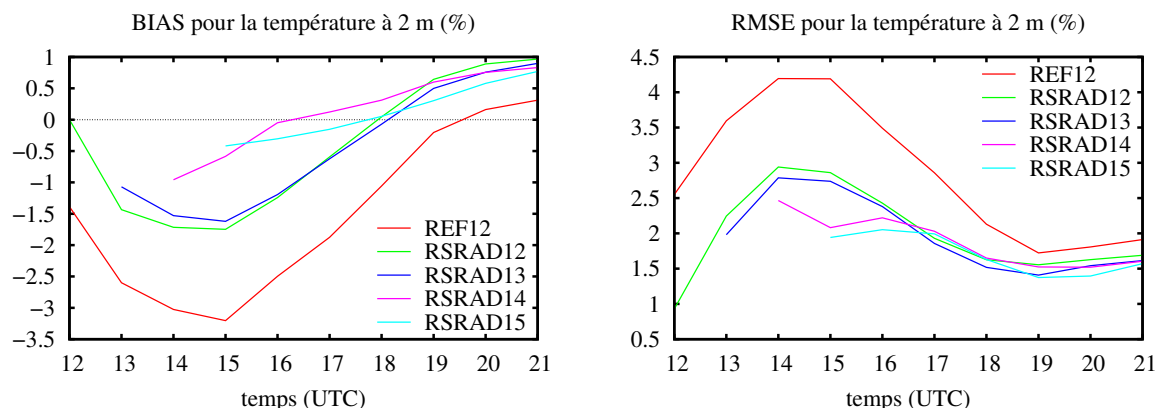 BIAS pour la température à 2 m (%)
1
0.5
0
−0.5
−1
−1.5
−2
−2.5
−3
−3.5
12 13 14 15 16 17 18 19 20 21
temps (UTC)
REF12
RSRAD12
RSRAD13
RSRAD14
RSRAD15
RMSE pour la température à 2 m (%)
4.5
4
3.5
3
2.5
2
1.5
1
0.5
12 13 14 15 16 17 18 19 20 21
temps (UTC)
REF12
RSRAD12
RSRAD13
RSRAD14
RSRAD15